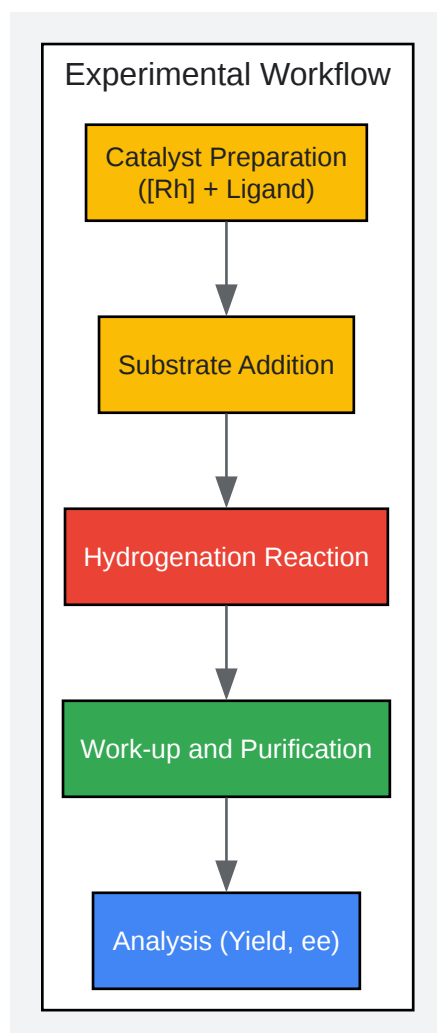 Experimental Workflow
Catalyst Preparation
([Rh] + Ligand)
Substrate Addition
Hydrogenation Reaction
Work-up and Purification
Analysis (Yield, ee)